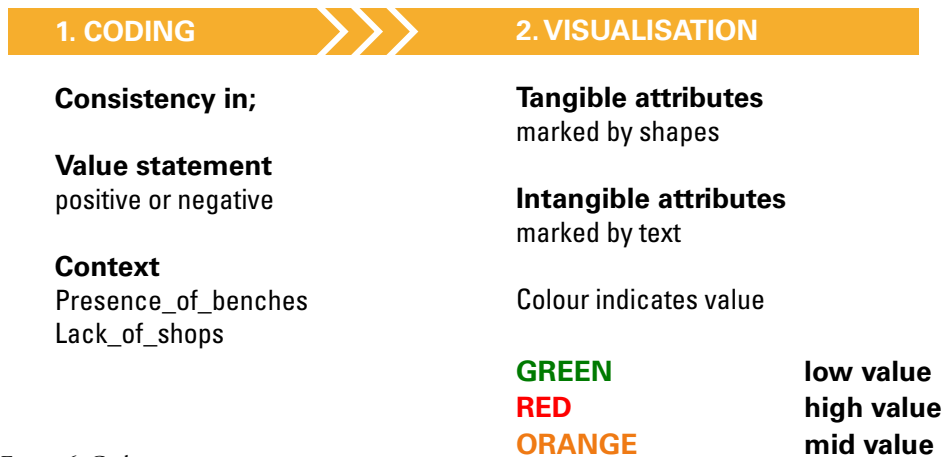 1. CODING
2. VISUALISATION
Consistency in;
Value statement
positive or negative
Context
Presence_of_benches
Lack_of_shops
Tangible attributes
marked by shapes
Intangible attributes
marked by text
Colour indicates value
GREEN low value
RED high value
ORANGE mid value